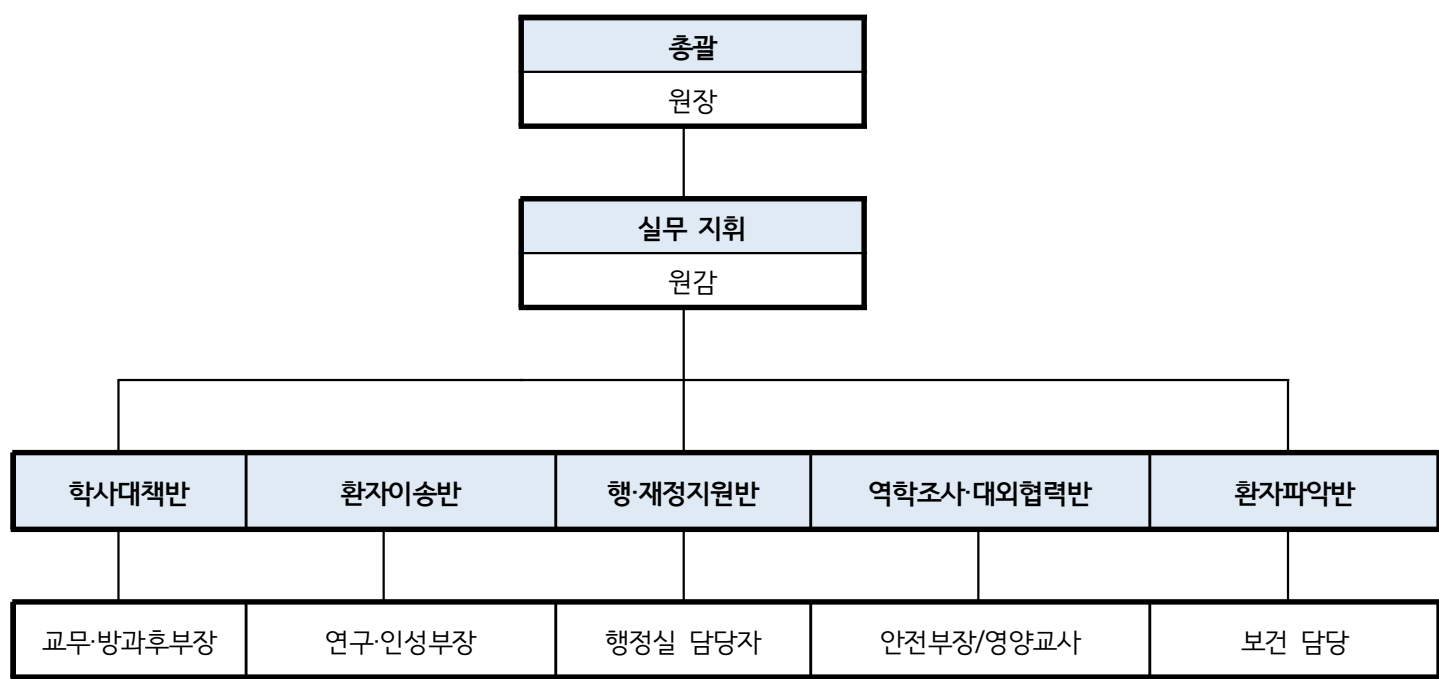 총괄
원장
실무 지휘
원감
학사대책반 환자이송반 행·재정지원반 역학조사·대외협력반 환자파악반
교무·방과후부장 연구·인성부장 행정실 담당자 안전부장/영양교사 보건 담당